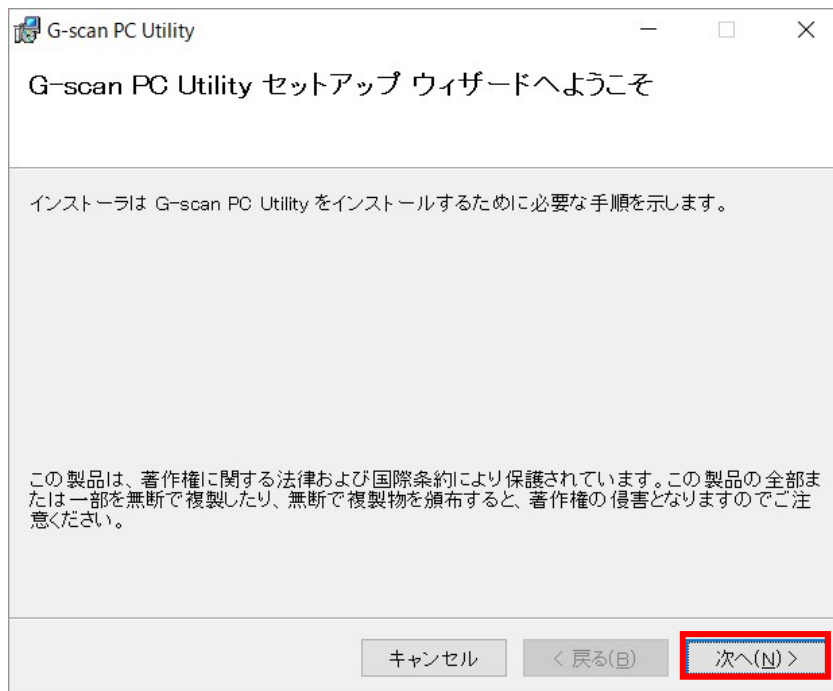 G-scan PC Utility
G-scan PC Utility セットアップ ウィザードへようこそ
インストーラは G-scan PC Utility をインストールするために必要な手順を示します。
この製品は、著作権に関する法律および国際条約により保護されています。この製品の全部ま
たは一部を無断で複製したり、無断で複製物を頒布すると、著作権の侵害となりますのでご注
意ください。
キャンセル
< 戻る(B)
次へ(N) >